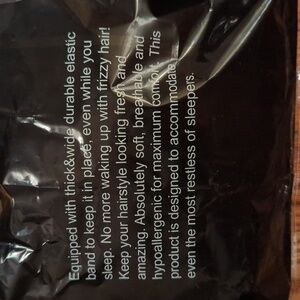 Equipped with thick&wide durable elastic
band to keep it in place, even while you
sleep. No more waking up with frizzy hair!
Keep your hairstyle looking fresh and
amazing. Absolutely soft, breathable and
hypoallergenic for maximum comfort. This
product is designed to accommodate
even the most restless of sleepers.